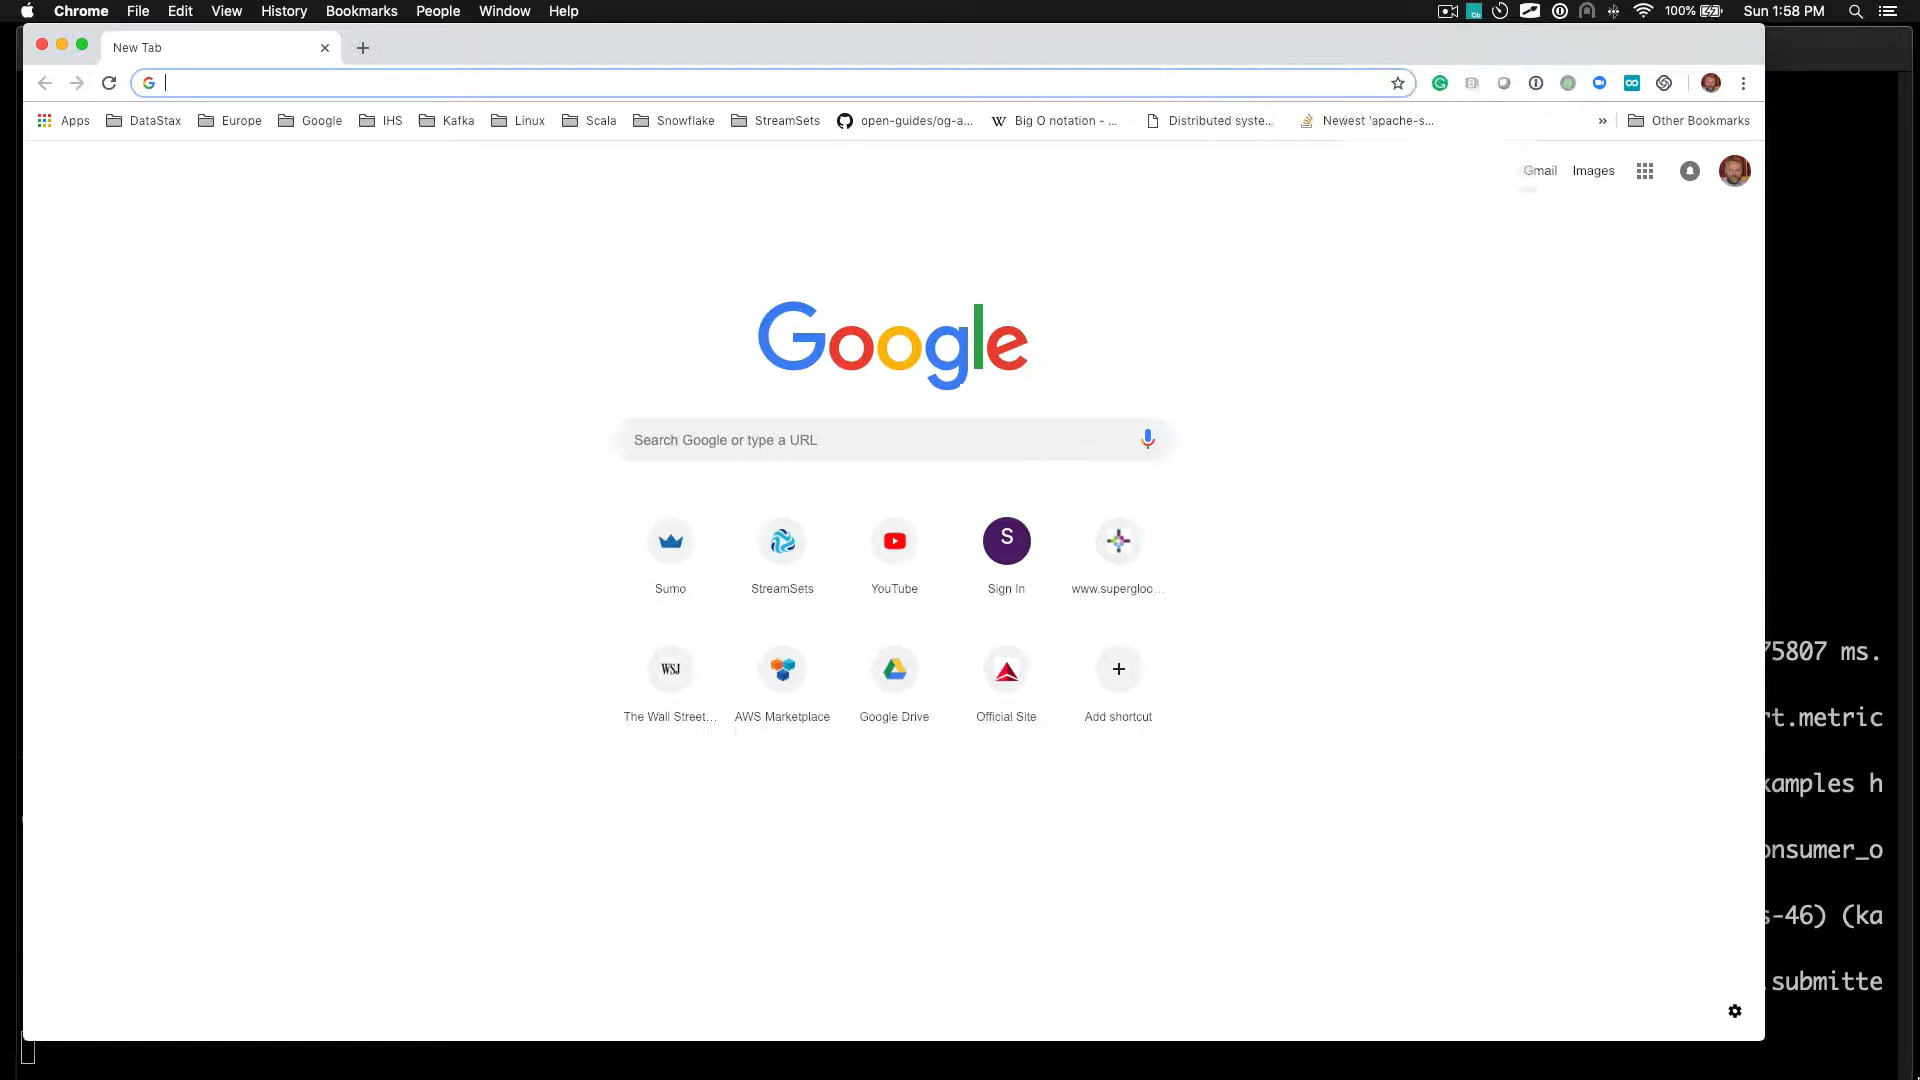 Chrome File Edit View History Bookmarks People Window Help 100% Sun 1:58 PM
New Tab
Apps DataStax Europe Google IHS Kafka Linux Scala Snowflake StreamSets open-guides/og-a... Big O notation - ... Distributed syste... Newest 'apache-s... » Other Bookmarks
Gmail Images
Google
Search Google or type a URL
S
Sumo StreamSets YouTube Sign In www.supergloo...
75807 ms.
WSJ
The Wall Street... AWS Marketplace Google Drive Official Site Add shortcut
rt.metric
xamples h
onsumer_o
s-46) (ka
.submitte